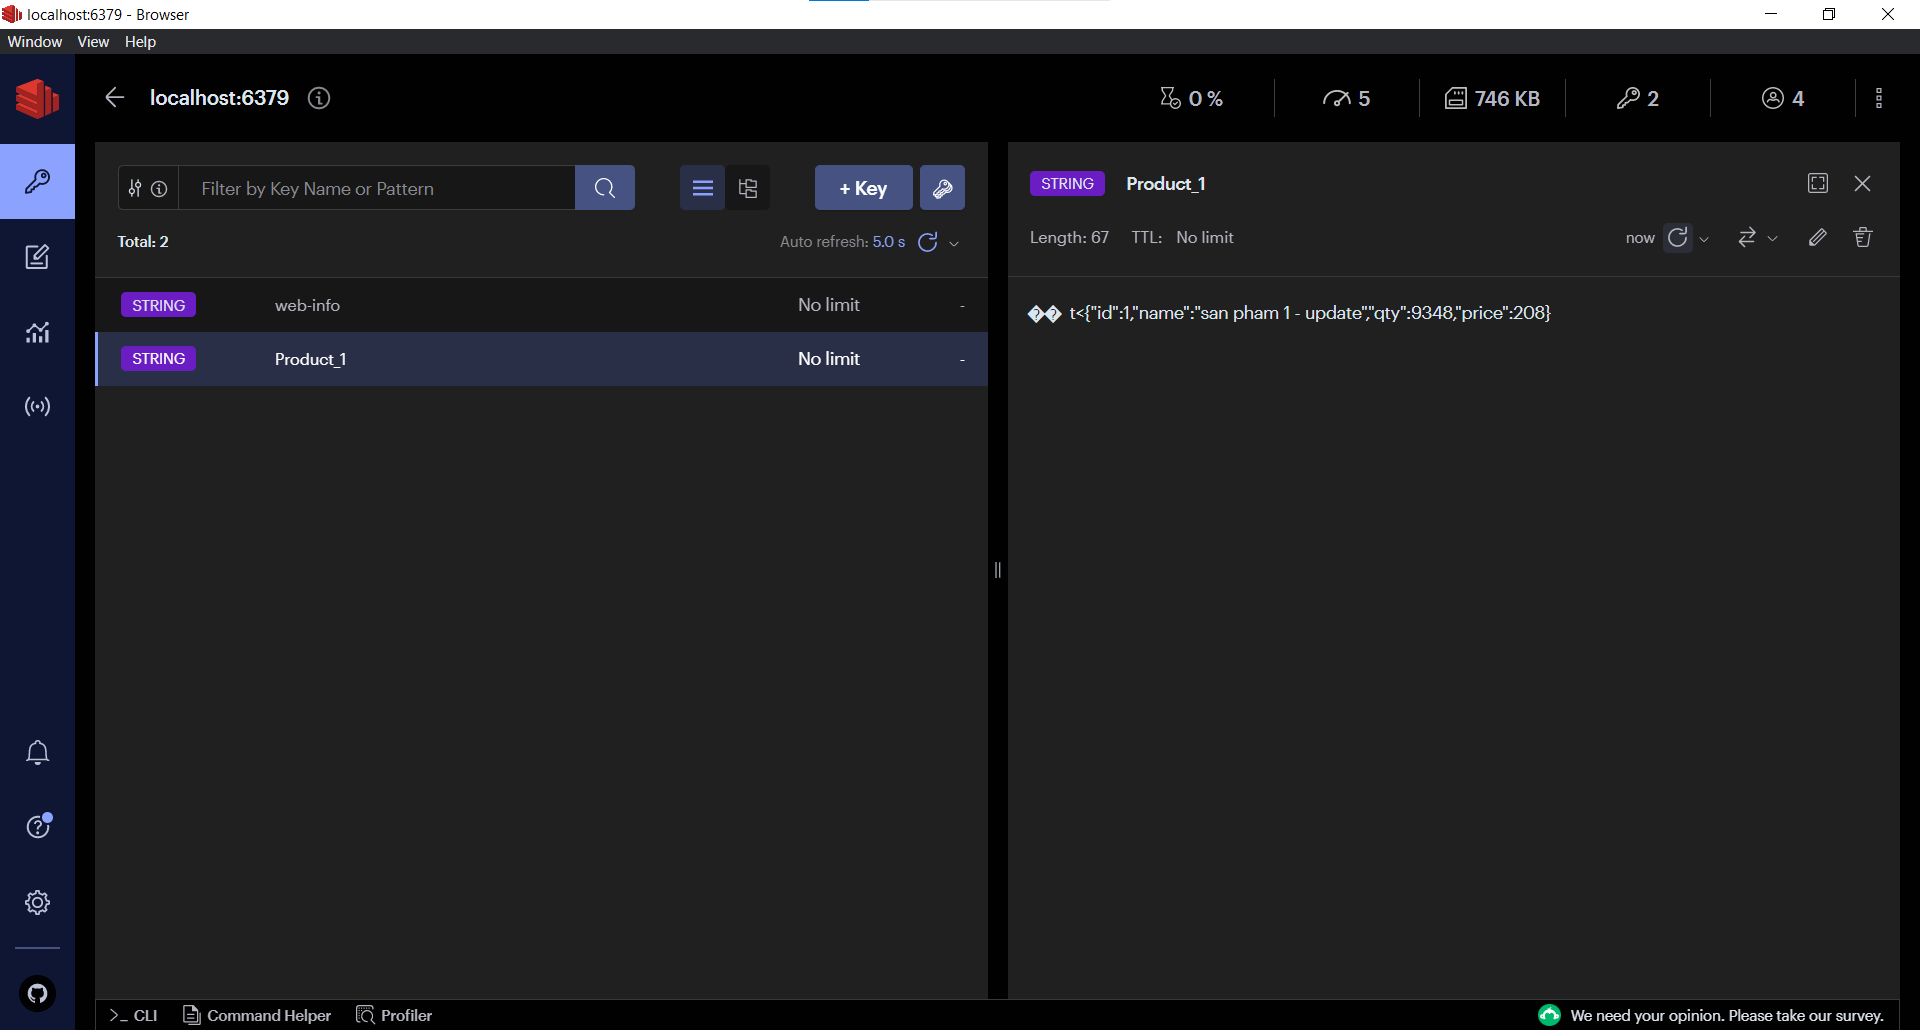 localhost:6379 - Browser
Window View Help
localhost:6379
0 %
5
746 KB
2
4
Filter by Key Name or Pattern
+ Key
Total: 2
Auto refresh: 5.0 s
STRING web-info No limit -
STRING Product_1 No limit -
STRING Product_1
Length: 67 TTL: No limit
now
�� t<{"id":1,"name":"san pham 1 - update","qty":9348,"price":208}
>_ CLI Command Helper Profiler
We need your opinion. Please take our survey.